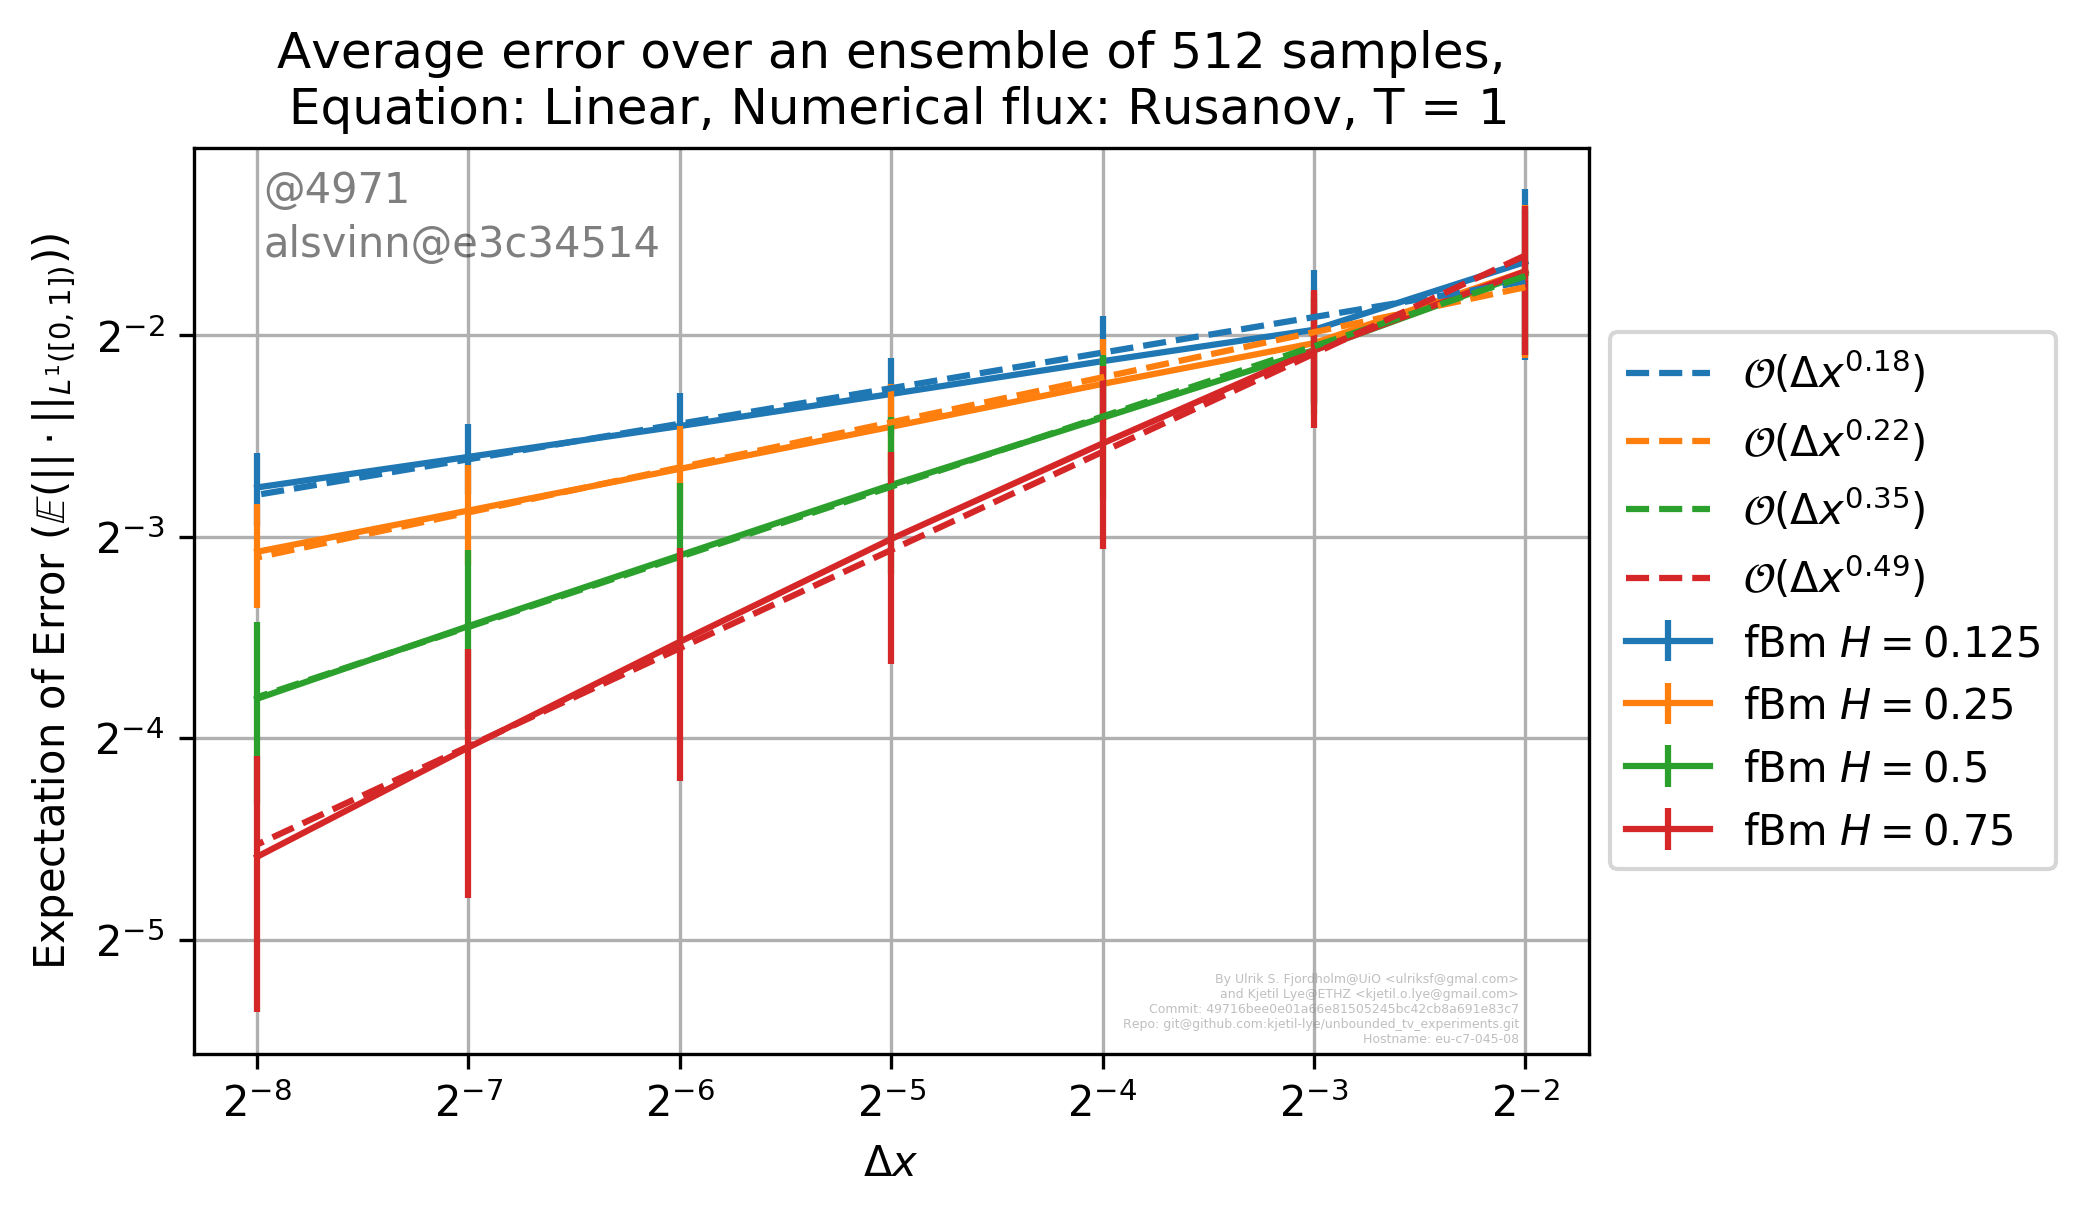 Average error over an ensemble of 512 samples,
Equation: Linear, Numerical flux: Rusanov, T = 1
@4971
alsvinn@e3c34514
Expectation of Error (𝔼(||·||_{L^1([0,1])}))
2^{-2}
2^{-3}
2^{-4}
2^{-5}
By Ulrik S. Fjordholm@UiO <ulriksf@gmal.com>
and Kjetil Lye@ETHZ <kjetil.o.lye@gmail.com>
Commit: 49716bee0e01a66e81505245bc42cb8a691e83c7
Repo: git@github.com:kjetil-lye/unbounded_tv_experiments.git
Hostname: eu-c7-045-08
2^{-8} 2^{-7} 2^{-6} 2^{-5} 2^{-4} 2^{-3} 2^{-2}
Δx
𝒪(Δx^{0.18})
𝒪(Δx^{0.22})
𝒪(Δx^{0.35})
𝒪(Δx^{0.49})
fBm H = 0.125
fBm H = 0.25
fBm H = 0.5
fBm H = 0.75